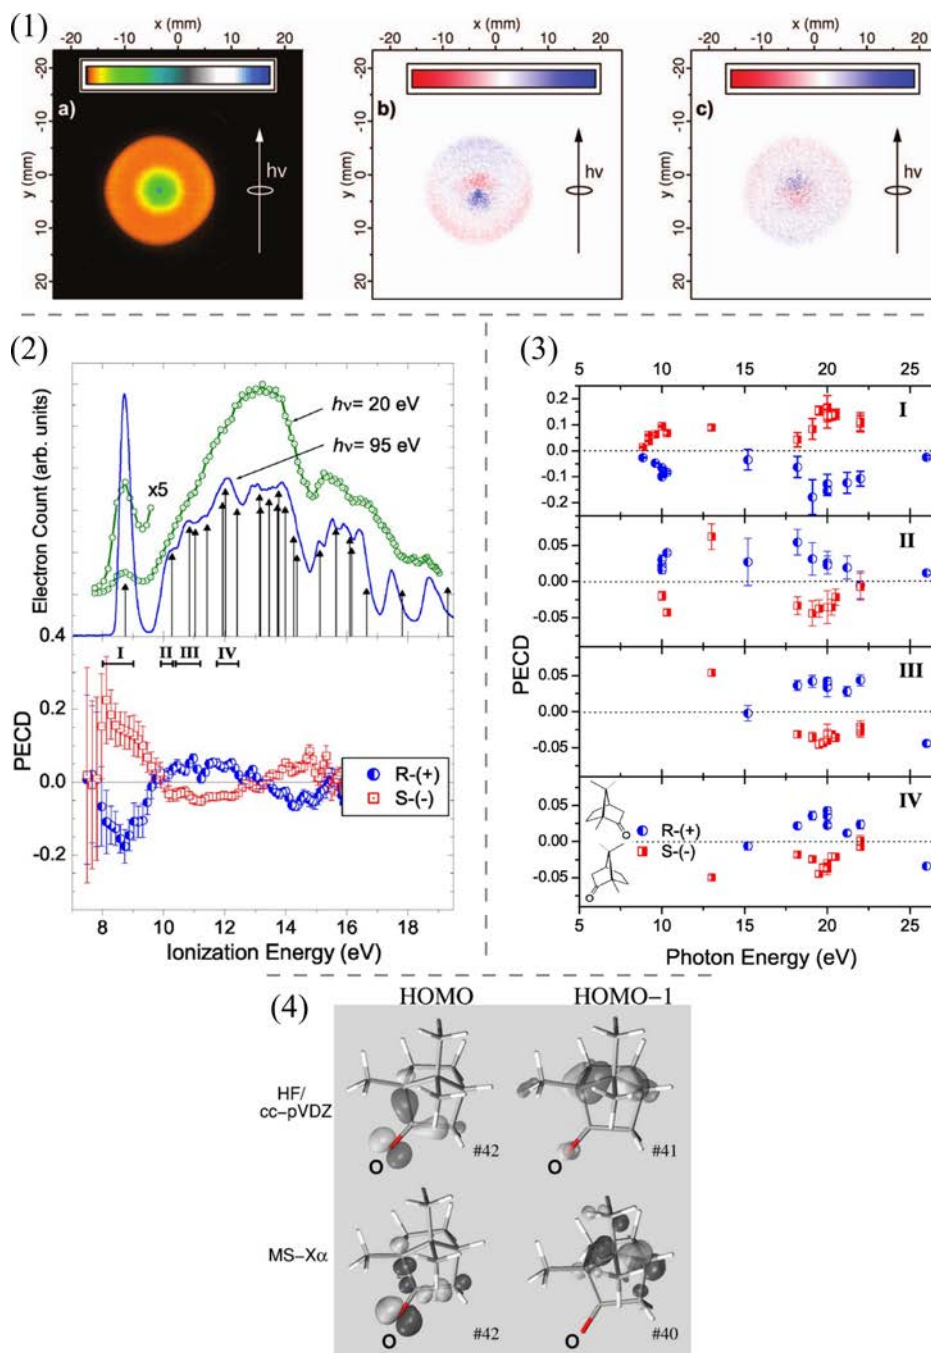 (1)
x (mm)
x (mm)
x (mm)
-20 -10 0 10 20
-20 -10 0 10 20
-20 -10 0 10 20
y (mm)
-20
-10
0
10
20
a)
hν
y (mm)
-20
-10
0
10
20
b)
hν
y (mm)
-20
-10
0
10
20
c)
hν
(2)
Electron Count (arb. units)
hν= 20 eV
hν= 95 eV
x5
0.4
I II III IV
PECD
0.2
0.0
-0.2
R-(+)
S-(-)
8 10 12 14 16 18
Ionization Energy (eV)
(3)
5 10 15 20 25
PECD
0.2
0.1
0.0
-0.1
-0.2
I
0.05
0.00
-0.05
II
0.05
0.00
-0.05
III
0.05
0.00
-0.05
IV
O
O
R-(+)
S-(-)
5 10 15 20 25
Photon Energy (eV)
(4)
HOMO HOMO−1
HF/
cc−pVDZ
O #42
O #41
MS−Xα
O #42
O #40